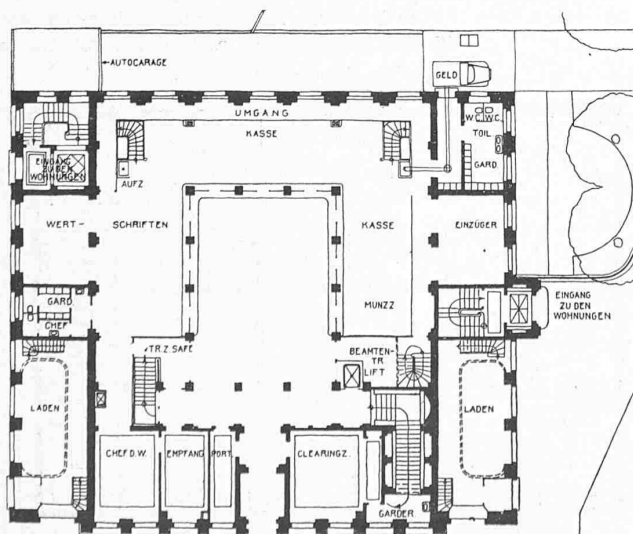 AUTOCARAGE
GELD
UMGANG
KASSE
W.C. W.C.
TOIL.
GARD.
EINGANG
ZU DEN
WOHNUNGEN
AUFZ
WERT- SCHRIFTEN
KASSE
EINZÜGER
MUNZZ
GARD.
CHEF
EINGANG
ZU DEN
WOHNUNGEN
TR.Z.SAFE
BEAMTEN-
TR.
LIFT
LADEN
LADEN
CHEF D.W.
EMPFANG
PORT.
CLEARINGZ.
GARDER.